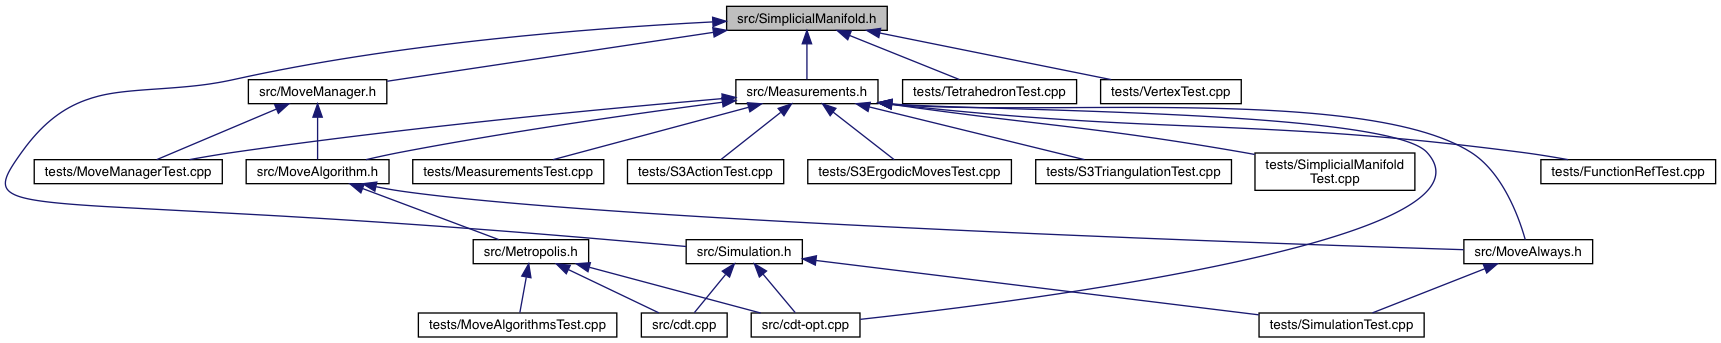 src/SimplicialManifold.h
src/MoveManager.h
src/Measurements.h
tests/TetrahedronTest.cpp
tests/VertexTest.cpp
tests/MoveManagerTest.cpp
src/MoveAlgorithm.h
tests/MeasurementsTest.cpp
tests/S3ActionTest.cpp
tests/S3ErgodicMovesTest.cpp
tests/S3TriangulationTest.cpp
tests/SimplicialManifold
Test.cpp
tests/FunctionRefTest.cpp
src/Metropolis.h
src/Simulation.h
src/MoveAlways.h
tests/MoveAlgorithmsTest.cpp
src/cdt.cpp
src/cdt-opt.cpp
tests/SimulationTest.cpp